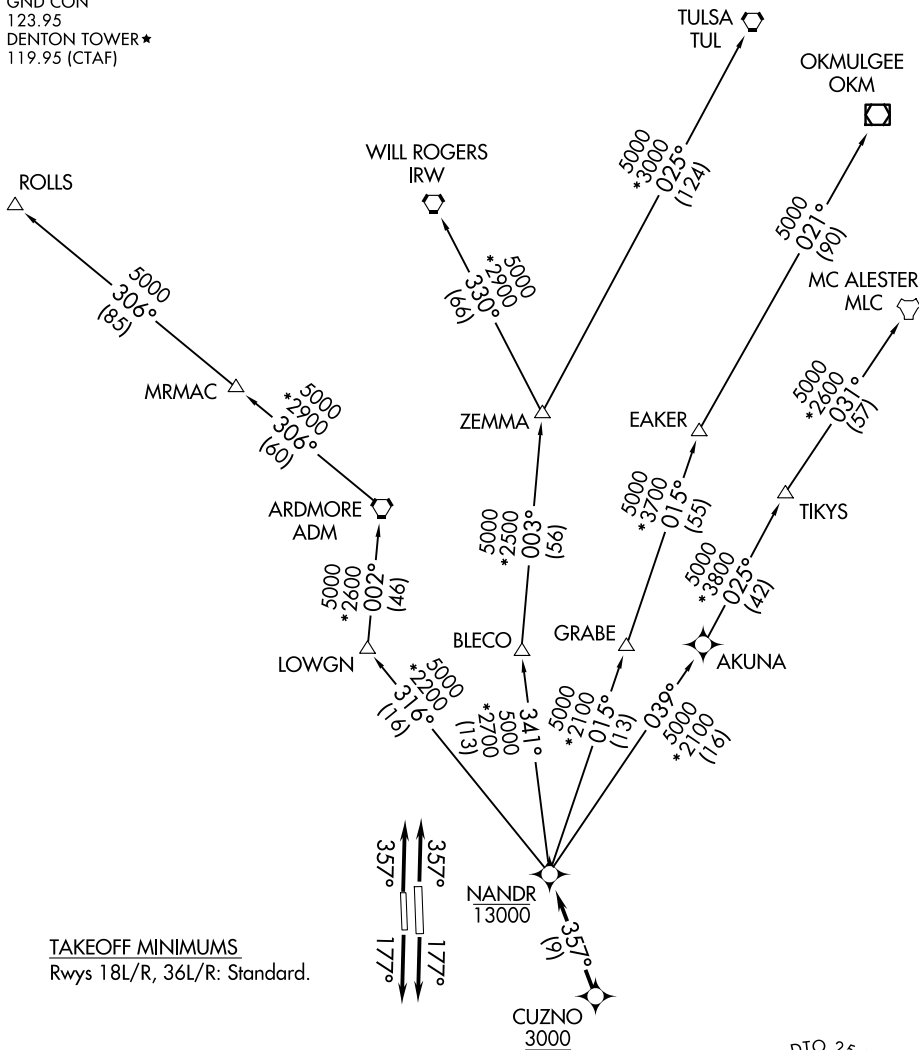 GND CON
123.95
DENTON TOWER★
119.95 (CTAF)
TULSA
TUL
OKMULGEE
OKM
WILL ROGERS
IRW
ROLLS
5000
*3000
025°
(124)
5000
021°
(90)
MC ALESTER
MLC
5000
306°
(85)
5000
*2900
330°
(66)
MRMAC
5000
*2900
306°
(60)
ZEMMA
EAKER
5000
*2600
031°
(57)
ARDMORE
ADM
5000
*2500
003°
(56)
5000
*3700
015°
(55)
TIKYS
5000
*2600
002°
(46)
5000
*3800
025°
(42)
LOWGN
BLECO
GRABE
AKUNA
5000
*2200
316°
(16)
341°
5000
*2700
(13)
5000
*2100
015°
(13)
039°
5000
*2100
(16)
357°
357°
177°
177°
NANDR
13000
357°
(9)
TAKEOFF MINIMUMS
Rwys 18L/R, 36L/R: Standard.
CUZNO
3000